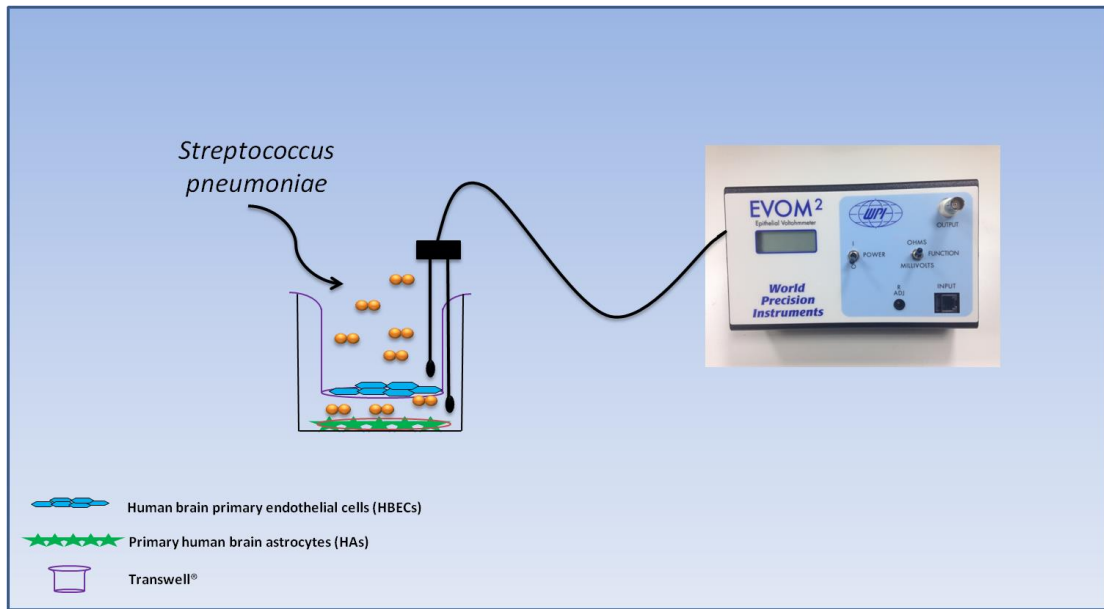 Streptococcus
pneumoniae
EVOM²
Epithelial Voltohmmeter
WPI
OUTPUT
I
POWER
O
OHMS
FUNCTION
MILLIVOLTS
R
ADJ
INPUT
World
Precision
Instruments
Human brain primary endothelial cells (HBECs)
Primary human brain astrocytes (HAs)
Transwell®